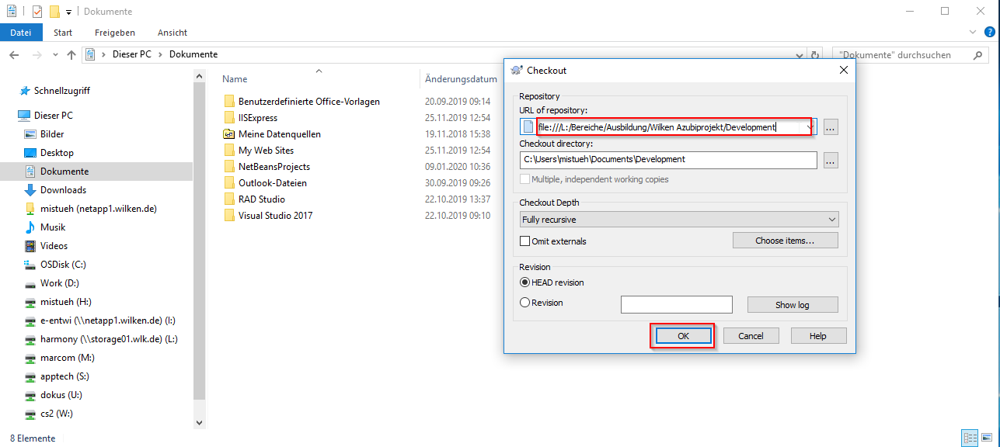 Dokumente
Datei Start Freigeben Ansicht
Dieser PC Dokumente
"Dokumente" durchsuchen
Schnellzugriff
Dieser PC
Bilder
Desktop
Dokumente
Downloads
mistueh (netapp1.wilken.de)
Musik
Videos
OSDisk (C:)
Work (D:)
mistueh (H:)
e-entwi (\\netapp1.wilken.de) (I:)
harmony (\\storage01.wlk.de) (L:)
marcom (M:)
apptech (S:)
dokus (U:)
cs2 (W:)
Name Änderungsdatum
Benutzerdefinierte Office-Vorlagen 20.09.2019 09:14
IISExpress 25.11.2019 12:54
Meine Datenquellen 19.11.2018 15:38
My Web Sites 25.11.2019 12:54
NetBeansProjects 09.01.2020 10:36
Outlook-Dateien 30.09.2019 09:26
RAD Studio 22.10.2019 13:37
Visual Studio 2017 22.10.2019 09:10
Checkout
Repository
URL of repository:
file:///L:/Bereiche/Ausbildung/Wilken Azubiprojekt/Development
...
Checkout directory:
C:\Users\mistueh\Documents\Development
...
Multiple, independent working copies
Checkout Depth
Fully recursive
Omit externals
Choose items...
Revision
HEAD revision
Revision
Show log
OK Cancel Help
8 Elemente